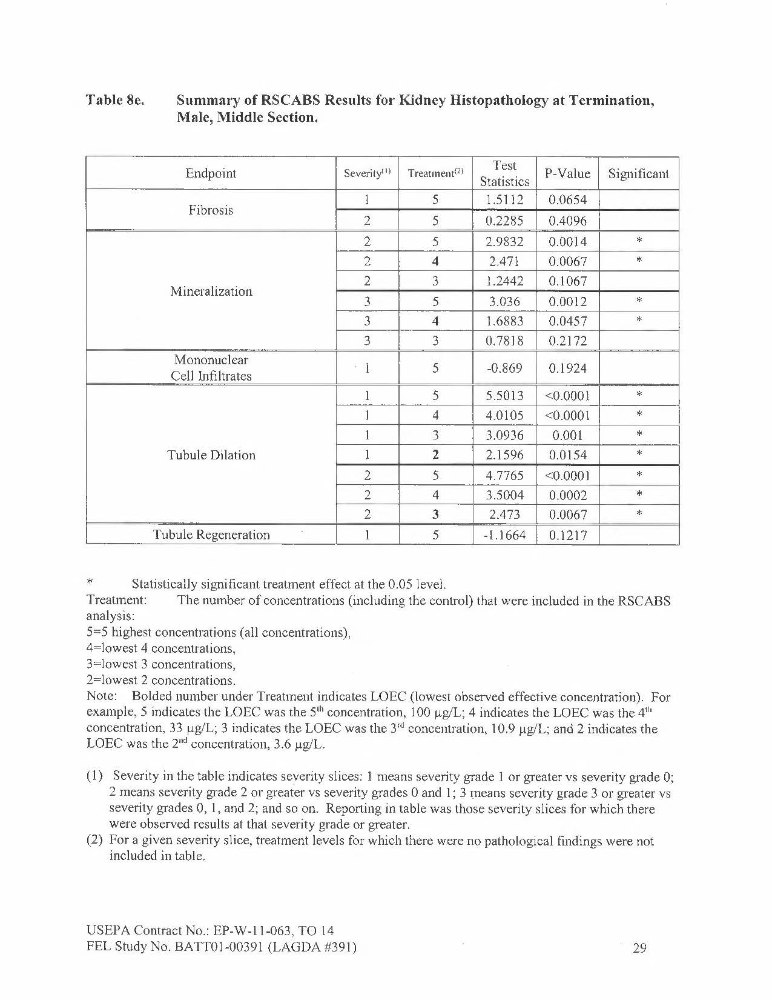 Table 8e. Summary of RSCABS Results for Kidney Histopathology at Termination,
Male, Middle Section.
Endpoint Severity(1) Treatment(2) Test Statistics P-Value Significant
Fibrosis
1 5 1.5112 0.0654
2 5 0.2285 0.4096
Mineralization
2 5 2.9832 0.0014 *
2 4 2.471 0.0067 *
2 3 1.2442 0.1067
3 5 3.036 0.0012 *
3 4 1.6883 0.0457 *
3 3 0.7818 0.2172
Mononuclear
Cell Infiltrates
1 5 -0.869 0.1924
Tubule Dilation
1 5 5.5013 <0.0001 *
1 4 4.0105 <0.0001 *
1 3 3.0936 0.001 *
1 2 2.1596 0.0154 *
2 5 4.7765 <0.0001 *
2 4 3.5004 0.0002 *
2 3 2.473 0.0067 *
Tubule Regeneration 1 5 -1.1664 0.1217
* Statistically significant treatment effect at the 0.05 level.
Treatment: The number of concentrations (including the control) that were included in the RSCABS
analysis:
5=5 highest concentrations (all concentrations),
4=lowest 4 concentrations,
3=lowest 3 concentrations,
2=lowest 2 concentrations.
Note: Bolded number under Treatment indicates LOEC (lowest observed effective concentration). For
example, 5 indicates the LOEC was the 5th concentration, 100 µg/L; 4 indicates the LOEC was the 4th
concentration, 33 µg/L; 3 indicates the LOEC was the 3rd concentration, 10.9 µg/L; and 2 indicates the
LOEC was the 2nd concentration, 3.6 µg/L.
(1) Severity in the table indicates severity slices: 1 means severity grade 1 or greater vs severity grade 0;
2 means severity grade 2 or greater vs severity grades 0 and 1; 3 means severity grade 3 or greater vs
severity grades 0, 1, and 2; and so on. Reporting in table was those severity slices for which there
were observed results at that severity grade or greater.
(2) For a given severity slice, treatment levels for which there were no pathological findings were not
included in table.
USEPA Contract No.: EP-W-11-063, TO 14
FEL Study No. BATT01-00391 (LAGDA #391) 29